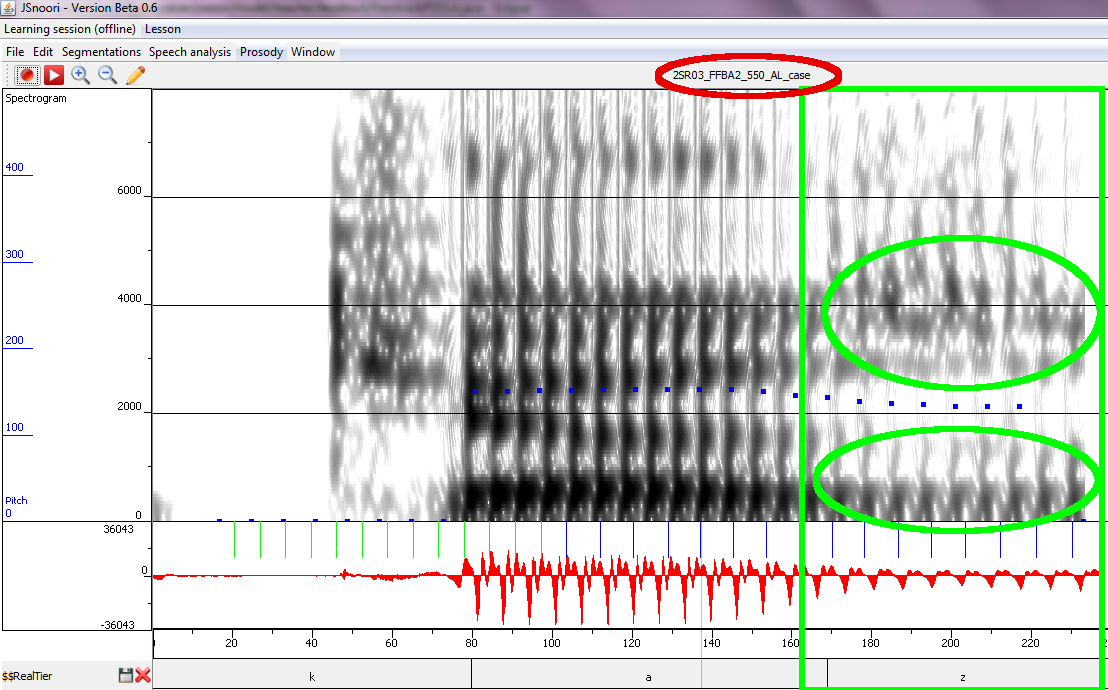 JSnoori - Version Beta 0.6
Learning session (offline) Lesson
File Edit Segmentations Speech analysis Prosody Window
2SR03_FFBA2_550_AL_case
Spectrogram
400
6000
300
4000
200
2000
100
Pitch
0 0
36043
0
-36043
20 40 60 80 100 120 140 160 180 200 220
$$RealTier k a z